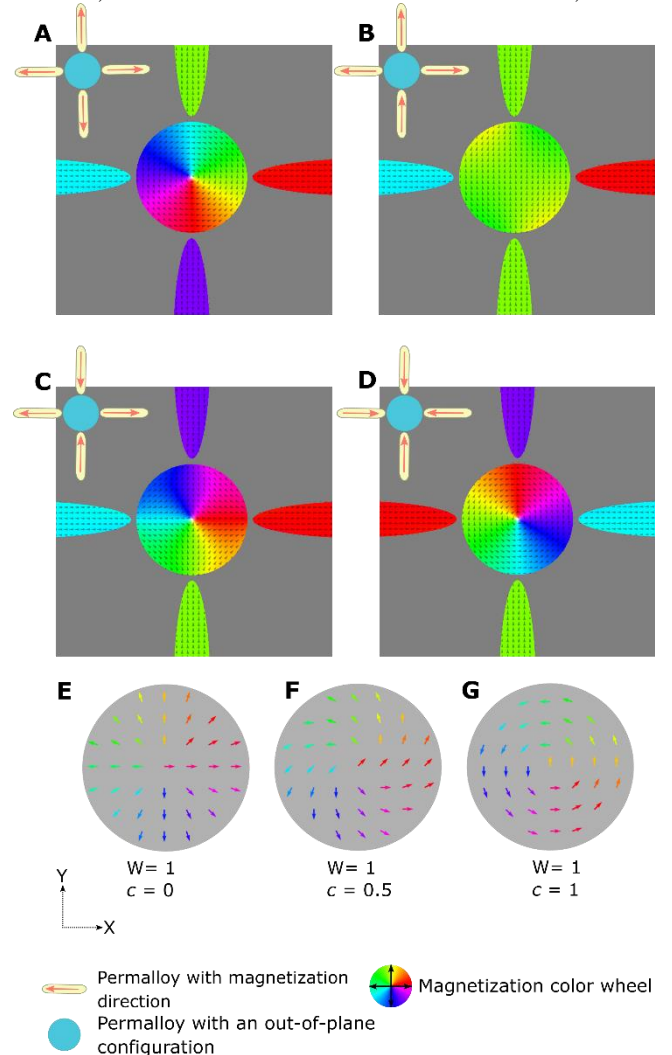 A
B
C
D
E
F
G
W= 1
c = 0
W= 1
c = 0.5
W= 1
c = 1
Y
X
Permalloy with magnetization
direction
Magnetization color wheel
Permalloy with an out-of-plane
configuration